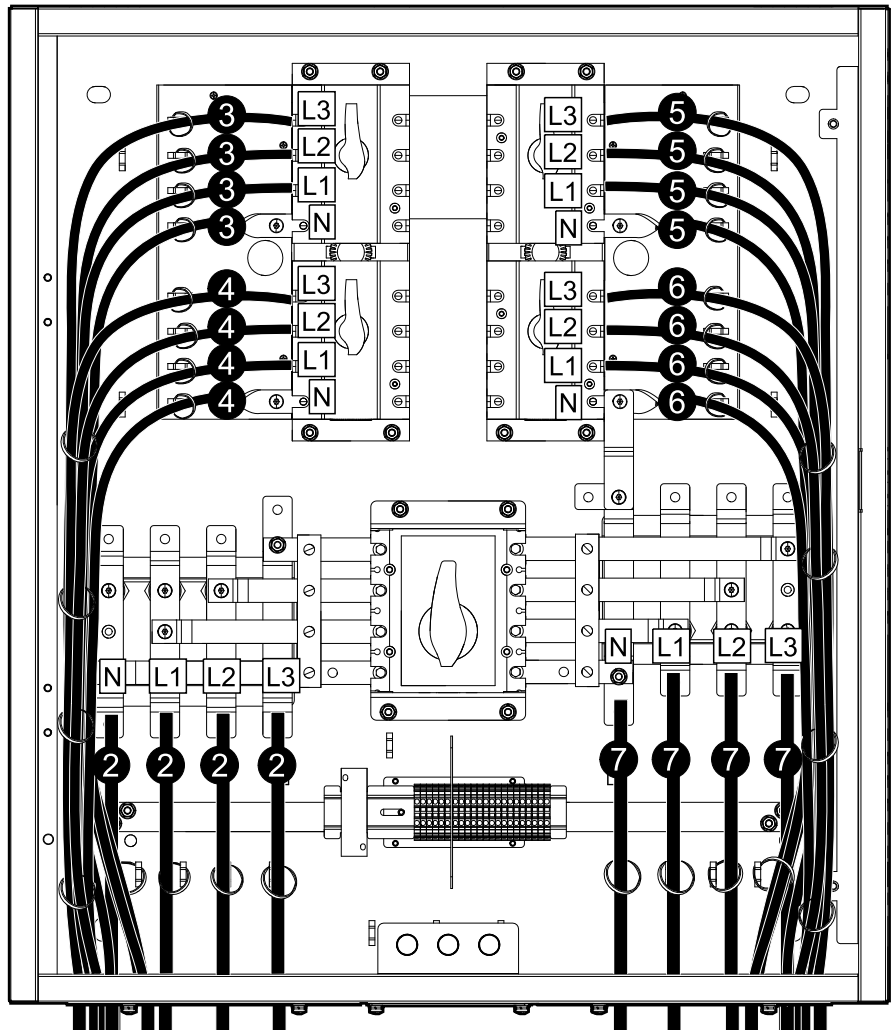 3 L3 L3 5
3 L2 L2 5
3 L1 L1 5
3 N N 5
4 L3 L3 6
4 L2 L2 6
4 L1 L1 6
4 N N 6
N L1 L2 L3 N L1 L2 L3
2 2 2 2 7 7 7 7